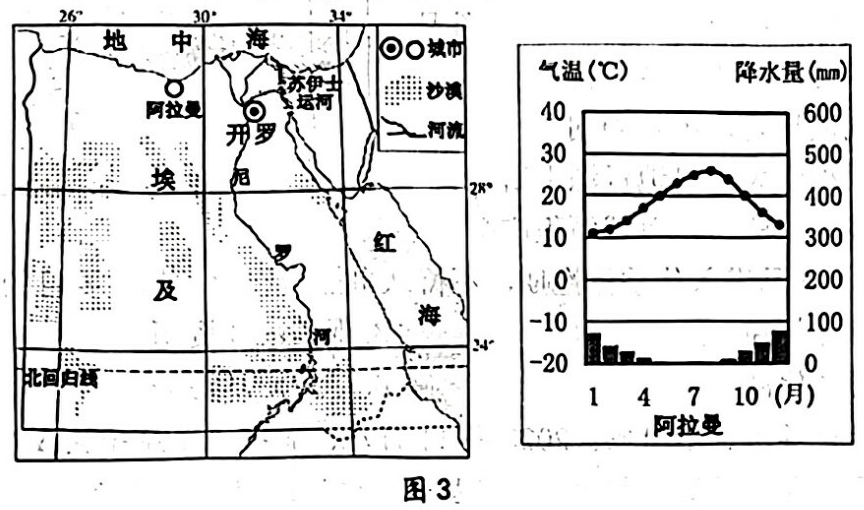 26° 30° 34°
地中海
城市
沙漠
河流
苏伊士
运河
阿拉曼
开罗
埃及
尼罗河
红海
28°
24°
北回归线
气温(℃) 降水量(mm)
40 600
30 500
20 400
10 300
0 200
-10 100
-20 0
1 4 7 10 (月)
阿拉曼
图3